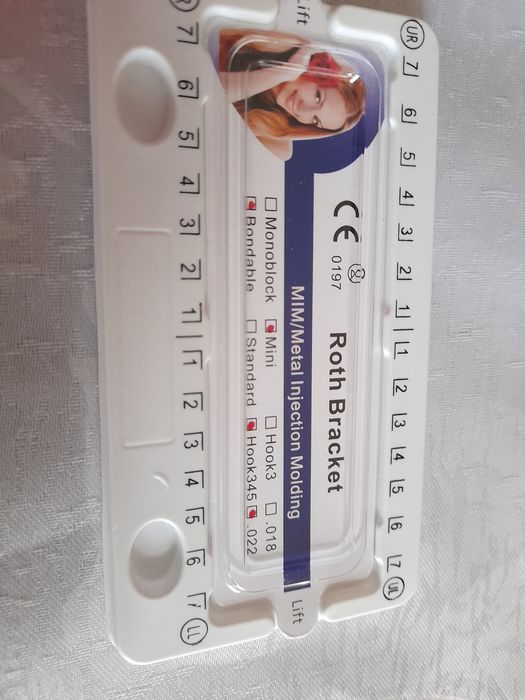 UR 7 6 5 4 3 2 1 | 1 2 3 4 5 6 7 UL
CE 0197 Roth Bracket
MIM/Metal Injection Molding
Lift Lift
Monoblock Mini Hook3 .018
Bondable Standard Hook345 .022
R 7 6 5 4 3 2 1 | 1 2 3 4 5 6 7 LL